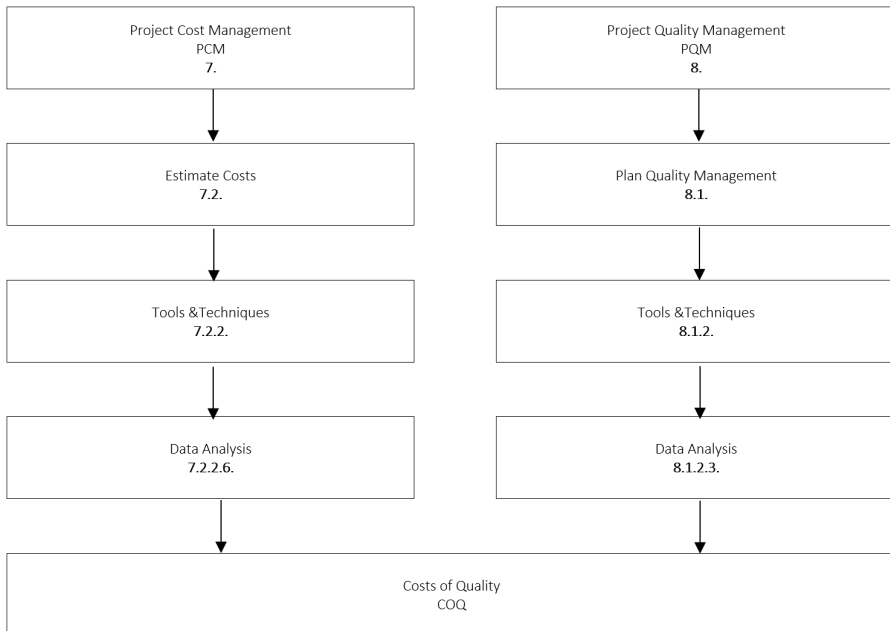 Project Cost Management
PCM
7.
Project Quality Management
PQM
8.
Estimate Costs
7.2.
Plan Quality Management
8.1.
Tools &Techniques
7.2.2.
Tools &Techniques
8.1.2.
Data Analysis
7.2.2.6.
Data Analysis
8.1.2.3.
Costs of Quality
COQ